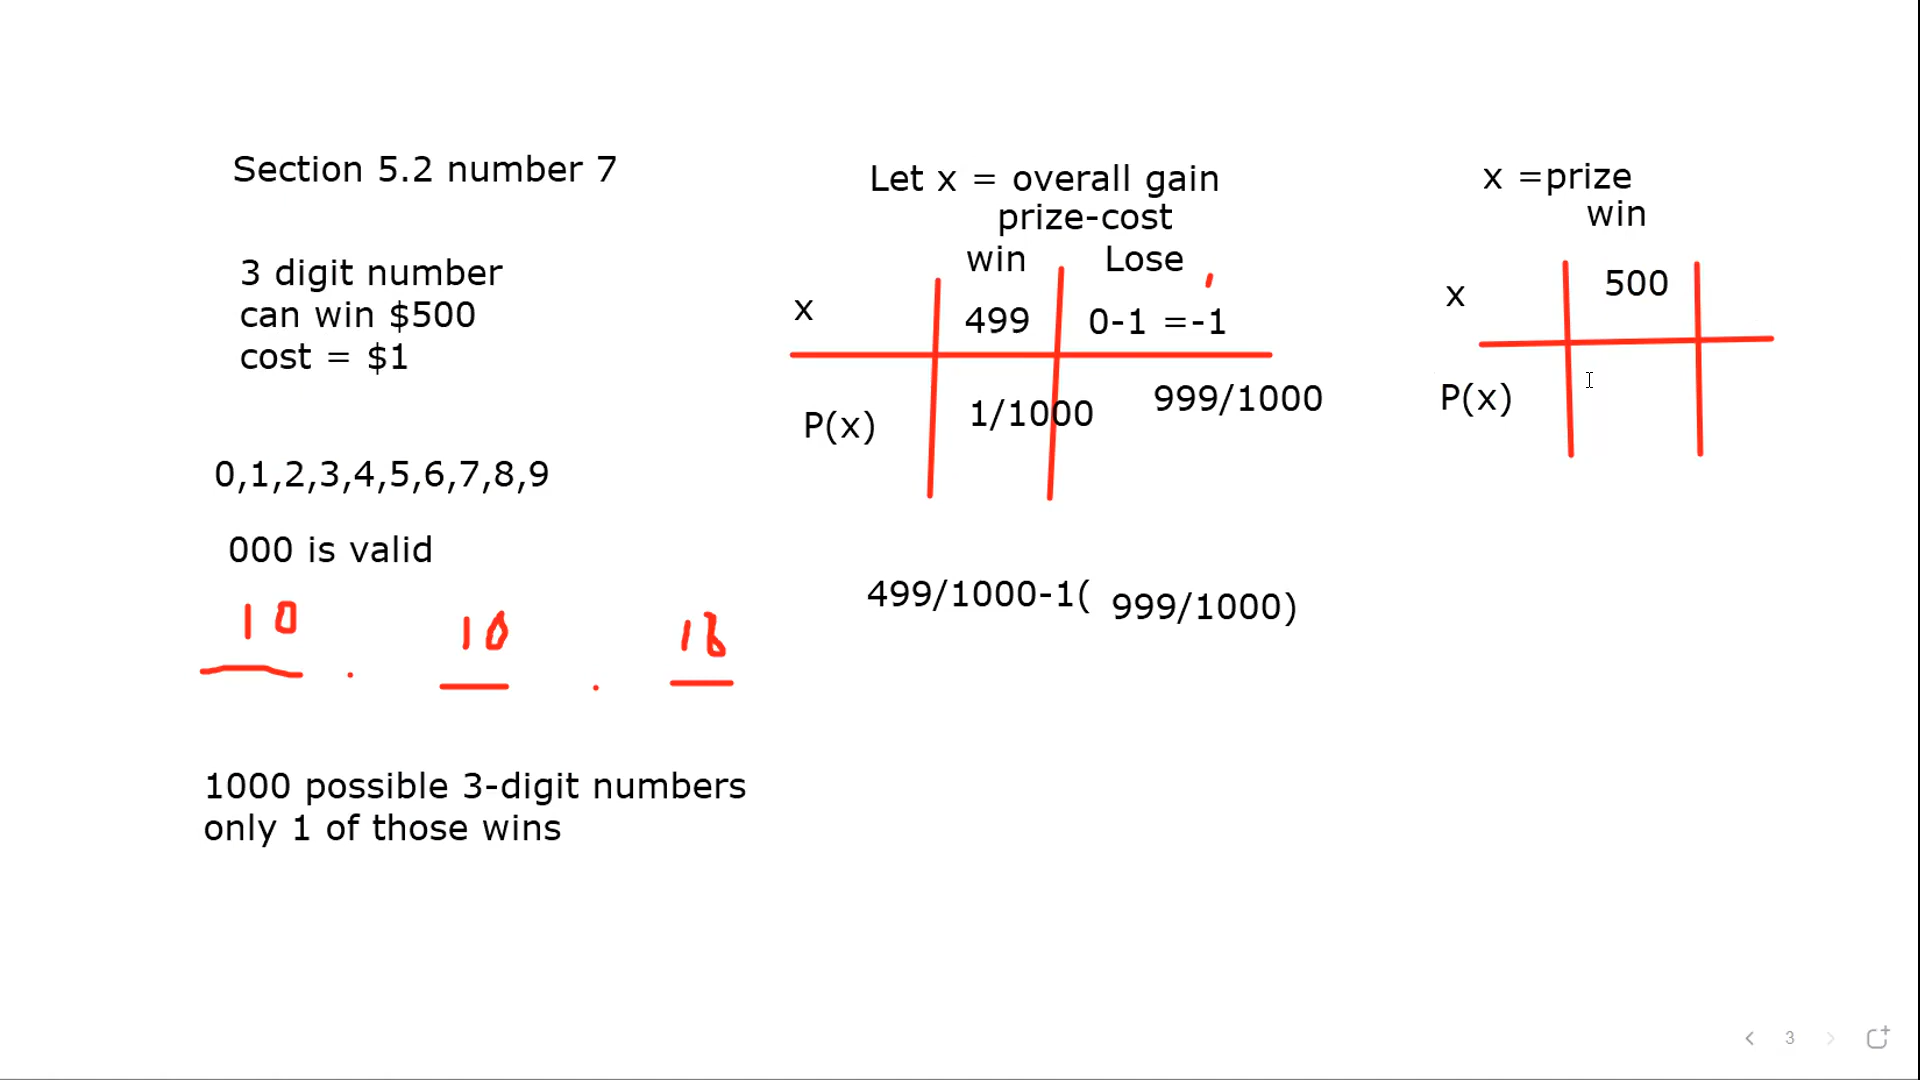 Section 5.2 number 7
3 digit number
can win $500
cost = $1
0,1,2,3,4,5,6,7,8,9
000 is valid
10 . 10 . 10
1000 possible 3-digit numbers
only 1 of those wins
Let x = overall gain
prize-cost
win Lose
x 499 0-1 =-1
P(x) 1/1000 999/1000
499/1000-1( 999/1000)
x =prize
win
x 500
P(x)
3